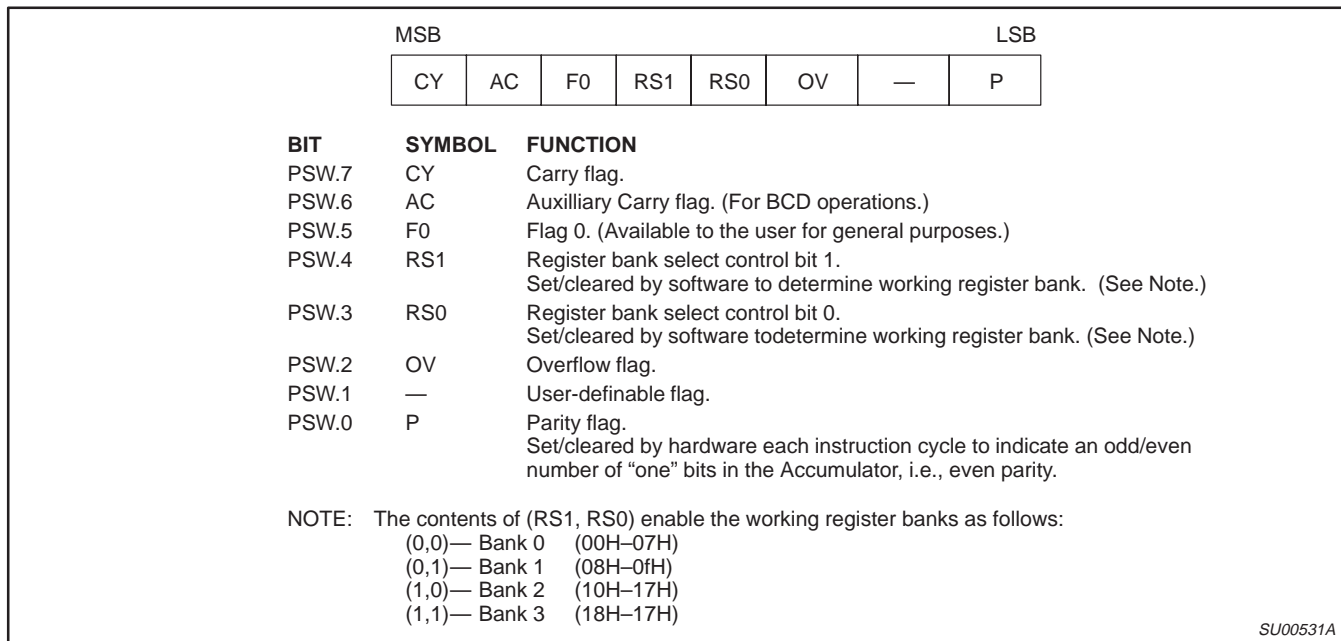 MSB LSB
CY AC F0 RS1 RS0 OV — P
BIT SYMBOL FUNCTION
PSW.7 CY Carry flag.
PSW.6 AC Auxilliary Carry flag. (For BCD operations.)
PSW.5 F0 Flag 0. (Available to the user for general purposes.)
PSW.4 RS1 Register bank select control bit 1.
Set/cleared by software to determine working register bank. (See Note.)
PSW.3 RS0 Register bank select control bit 0.
Set/cleared by software todetermine working register bank. (See Note.)
PSW.2 OV Overflow flag.
PSW.1 — User-definable flag.
PSW.0 P Parity flag.
Set/cleared by hardware each instruction cycle to indicate an odd/even
number of “one” bits in the Accumulator, i.e., even parity.
NOTE: The contents of (RS1, RS0) enable the working register banks as follows:
(0,0)— Bank 0 (00H–07H)
(0,1)— Bank 1 (08H–0fH)
(1,0)— Bank 2 (10H–17H)
(1,1)— Bank 3 (18H–17H)
SU00531A